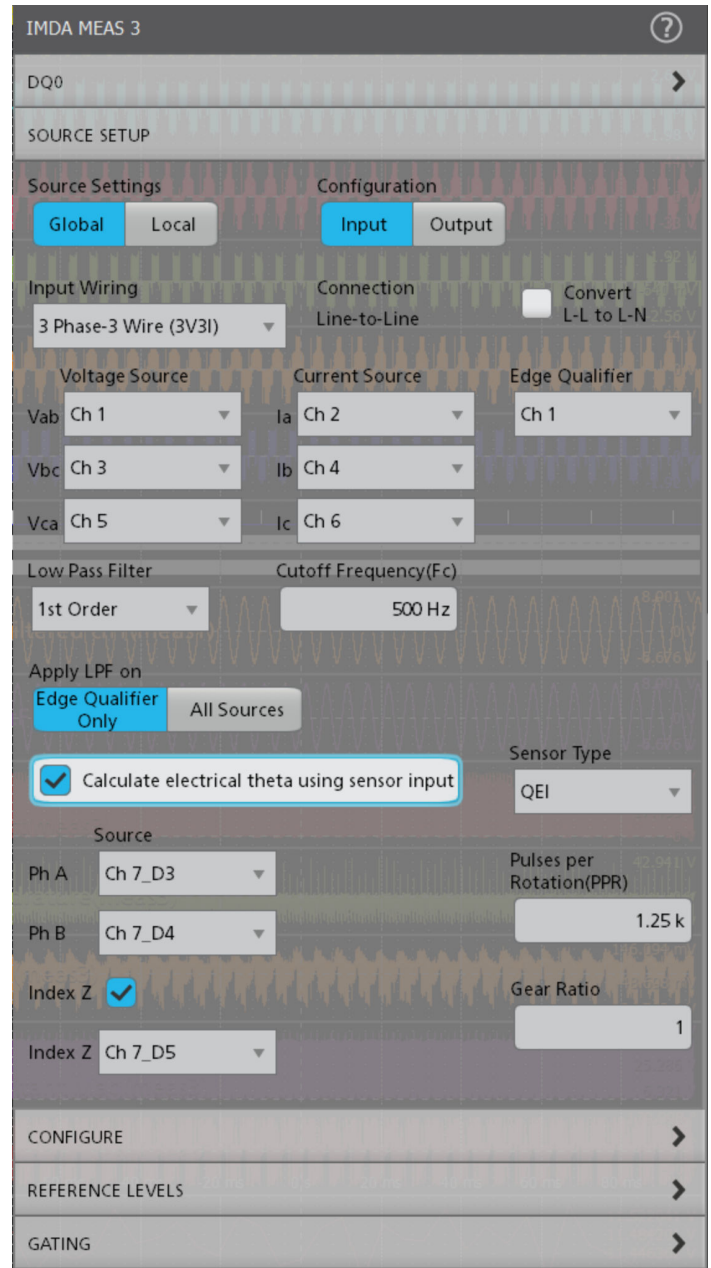 IMDA MEAS 3
?
DQ0
SOURCE SETUP
Source Settings
Configuration
Global Local
Input Output
Input Wiring
Connection
Convert
L-L to L-N
3 Phase-3 Wire (3V3I)
Line-to-Line
Voltage Source
Current Source
Edge Qualifier
Vab Ch 1
Ia Ch 2
Ch 1
Vbc Ch 3
Ib Ch 4
Vca Ch 5
Ic Ch 6
Low Pass Filter
Cutoff Frequency(Fc)
1st Order
500 Hz
Apply LPF on
Edge Qualifier
Only
All Sources
Calculate electrical theta using sensor input
Sensor Type
QEI
Source
Ph A Ch 7_D3
Pulses per
Rotation(PPR)
1.25 k
Ph B Ch 7_D4
Index Z
Gear Ratio
1
Index Z Ch 7_D5
CONFIGURE
REFERENCE LEVELS
GATING